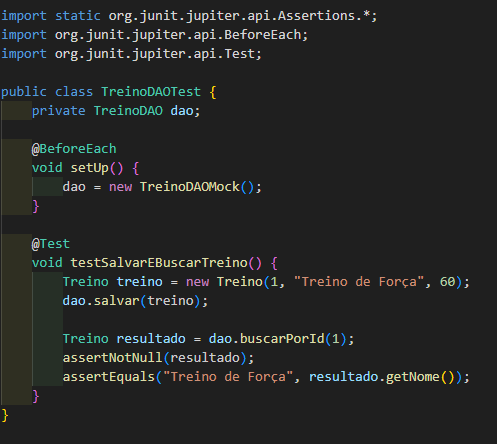 import static org.junit.jupiter.api.Assertions.*;
import org.junit.jupiter.api.BeforeEach;
import org.junit.jupiter.api.Test;

public class TreinoDAOTest {
    private TreinoDAO dao;

    @BeforeEach
    void setUp() {
        dao = new TreinoDAOMock();
    }

    @Test
    void testSalvarEBuscarTreino() {
        Treino treino = new Treino(1, "Treino de Força", 60);
        dao.salvar(treino);

        Treino resultado = dao.buscarPorId(1);
        assertNotNull(resultado);
        assertEquals("Treino de Força", resultado.getNome());
    }
}